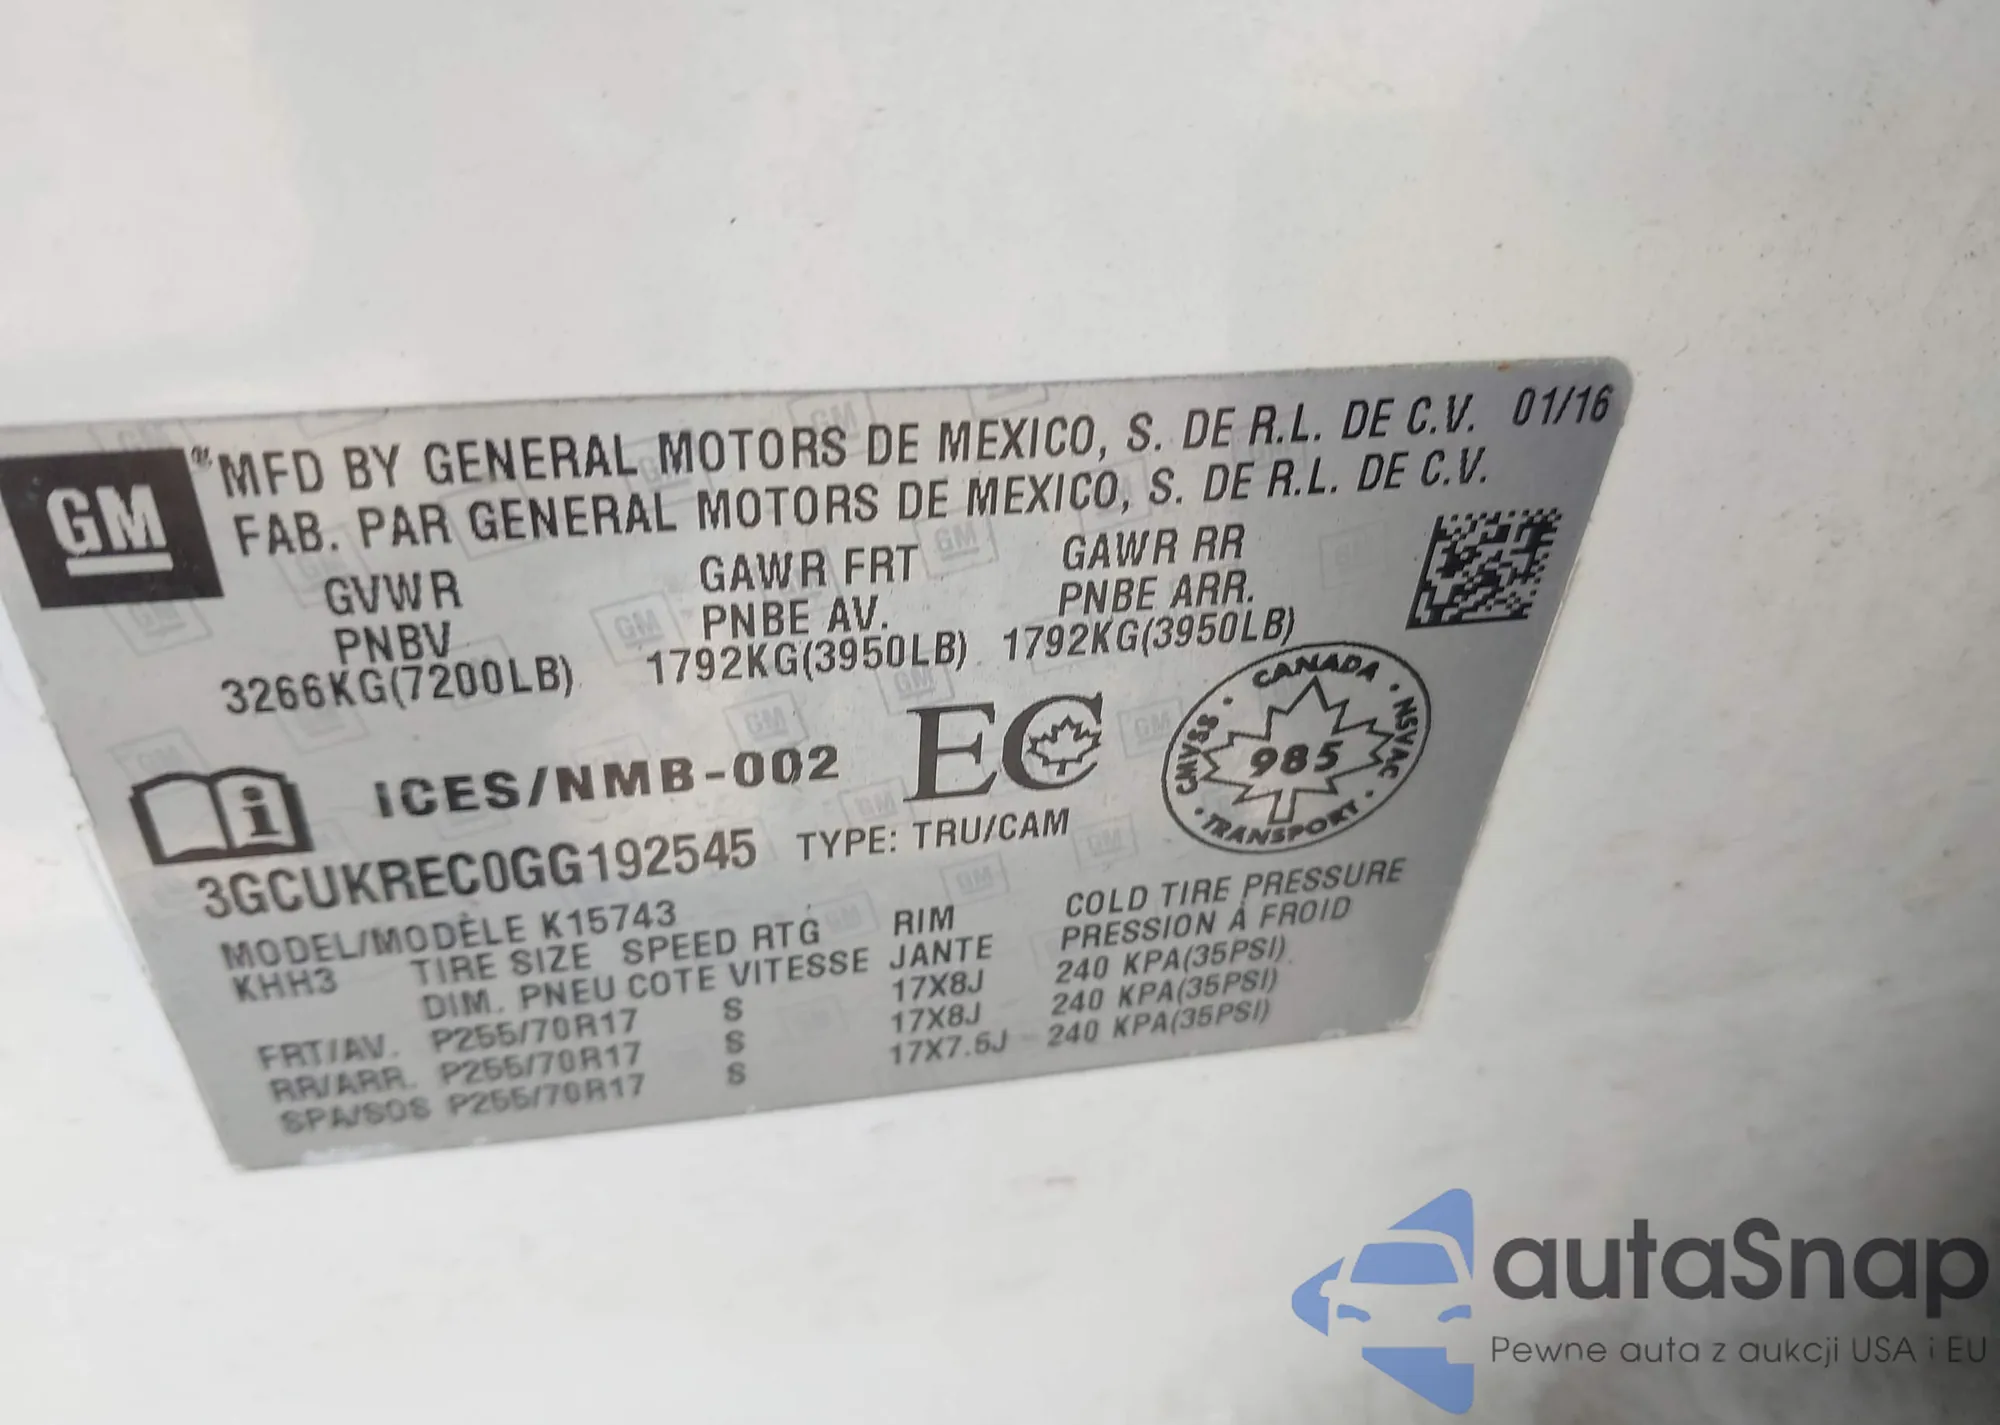 GM
MFD BY GENERAL MOTORS DE MEXICO, S. DE R.L. DE C.V. 01/16
FAB. PAR GENERAL MOTORS DE MEXICO, S. DE R.L. DE C.V.
GVWR GAWR FRT GAWR RR
PNBV PNBE AV. PNBE ARR.
3266KG(7200LB) 1792KG(3950LB) 1792KG(3950LB)
ICES/NMB-002 EC
CANADA · NSVAC · TRANSPORT · CMVSS ·
985
3GCUKREC0GG192545 TYPE: TRU/CAM
MODEL/MODÈLE K15743 RIM COLD TIRE PRESSURE
KHH3 TIRE SIZE SPEED RTG JANTE PRESSION À FROID
DIM. PNEU COTE VITESSE
FRT/AV. P255/70R17 S 17X8J 240 KPA(35PSI)
RR/ARR. P255/70R17 S 17X8J 240 KPA(35PSI)
SPA/SOS P255/70R17 S 17X7.5J 240 KPA(35PSI)
autaSnap
Pewne auta z aukcji USA i EU